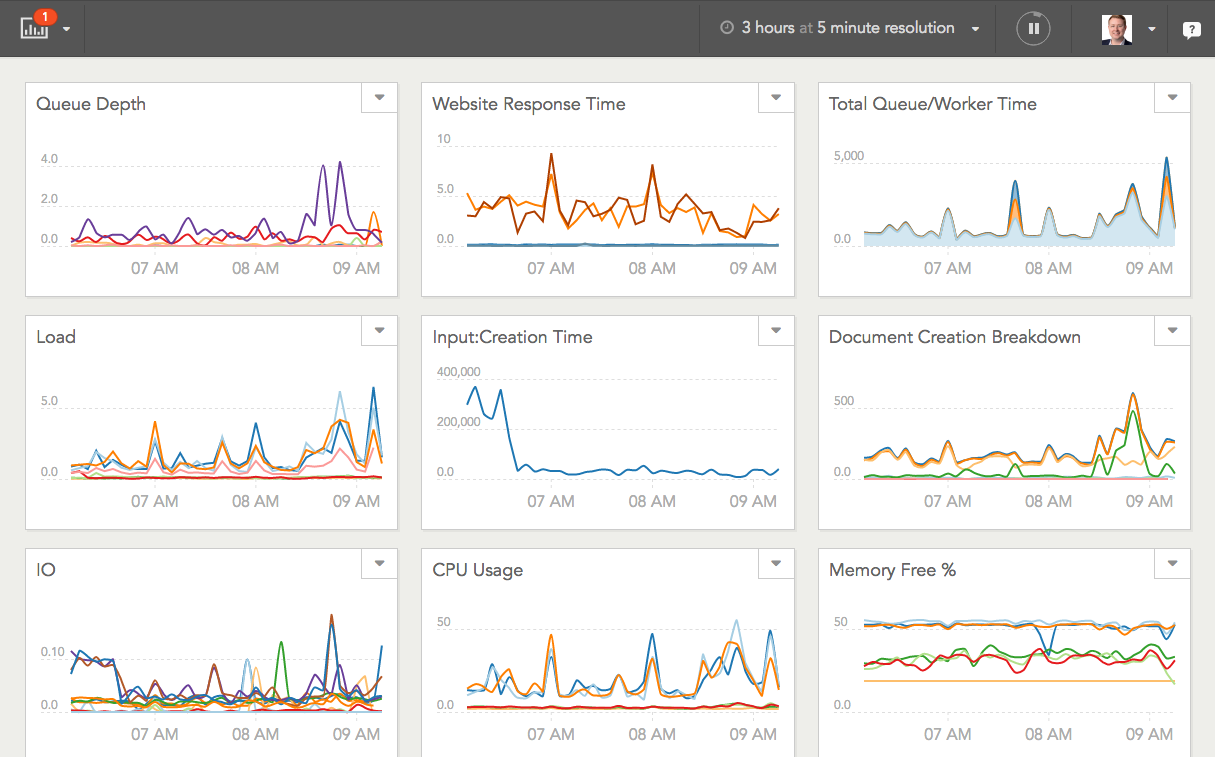 1
3 hours at 5 minute resolution
?
Queue Depth
4.0
2.0
0.0
07 AM 08 AM 09 AM
Website Response Time
10
5.0
0.0
07 AM 08 AM 09 AM
Total Queue/Worker Time
5,000
0.0
07 AM 08 AM 09 AM
Load
5.0
0.0
07 AM 08 AM 09 AM
Input:Creation Time
400,000
200,000
0.0
07 AM 08 AM 09 AM
Document Creation Breakdown
500
0.0
07 AM 08 AM 09 AM
IO
0.10
0.0
07 AM 08 AM 09 AM
CPU Usage
50
0.0
07 AM 08 AM 09 AM
Memory Free %
50
0.0
07 AM 08 AM 09 AM